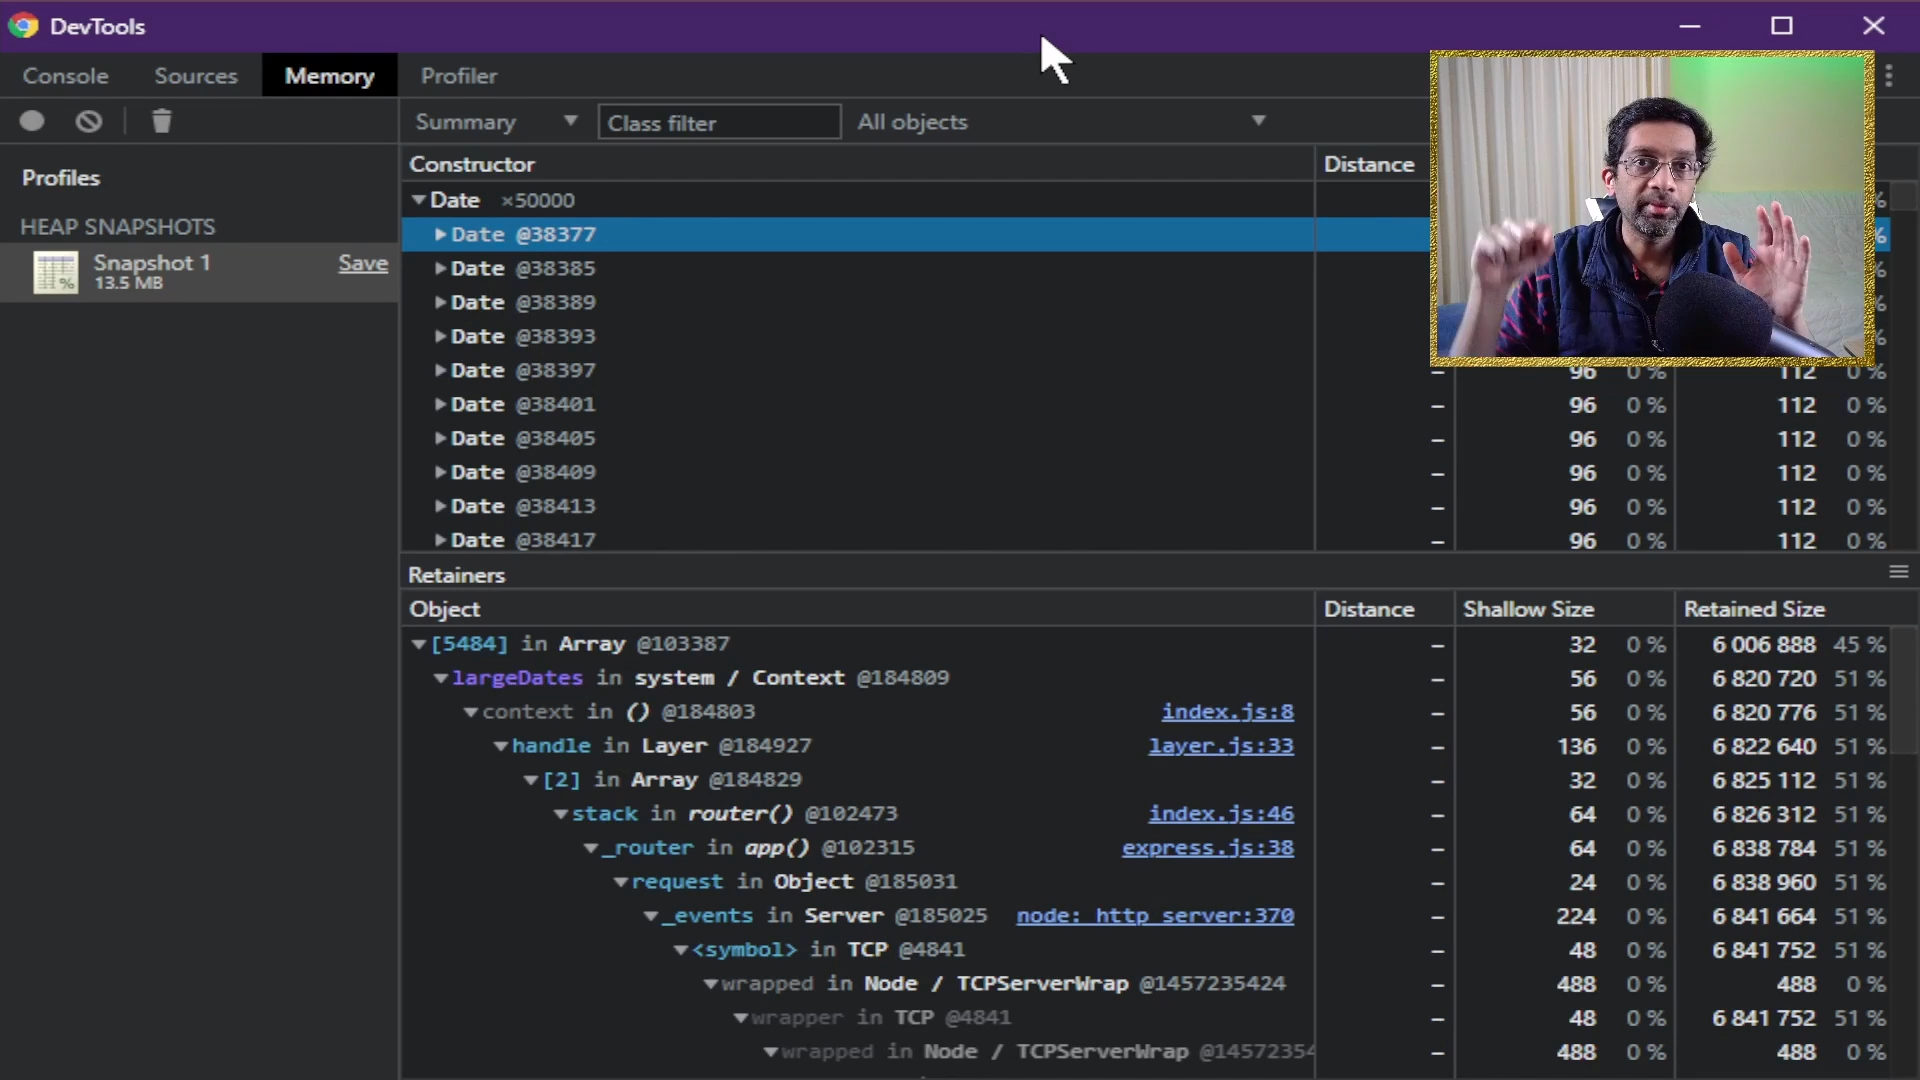 DevTools
Console Sources Memory Profiler
Summary Class filter All objects
Profiles
HEAP SNAPSHOTS
Snapshot 1 Save
13.5 MB
Constructor Distance
Date ×50000 %
Date @38377 %
Date @38385 %
Date @38389 %
Date @38393 %
Date @38397 – 96 0 % 112 0 %
Date @38401 – 96 0 % 112 0 %
Date @38405 – 96 0 % 112 0 %
Date @38409 – 96 0 % 112 0 %
Date @38413 – 96 0 % 112 0 %
Date @38417 – 96 0 % 112 0 %
Retainers
Object Distance Shallow Size Retained Size
[5484] in Array @103387 – 32 0 % 6 006 888 45 %
largeDates in system / Context @184809 – 56 0 % 6 820 720 51 %
context in () @184803 index.js:8 – 56 0 % 6 820 776 51 %
handle in Layer @184927 layer.js:33 – 136 0 % 6 822 640 51 %
[2] in Array @184829 – 32 0 % 6 825 112 51 %
stack in router() @102473 index.js:46 – 64 0 % 6 826 312 51 %
_router in app() @102315 express.js:38 – 64 0 % 6 838 784 51 %
request in Object @185031 – 24 0 % 6 838 960 51 %
_events in Server @185025 node:_http_server:370 – 224 0 % 6 841 664 51 %
<symbol> in TCP @4841 – 48 0 % 6 841 752 51 %
wrapped in Node / TCPServerWrap @1457235424 – 488 0 % 488 0 %
wrapper in TCP @4841 – 48 0 % 6 841 752 51 %
wrapped in Node / TCPServerWrap @14572354 – 488 0 % 488 0 %